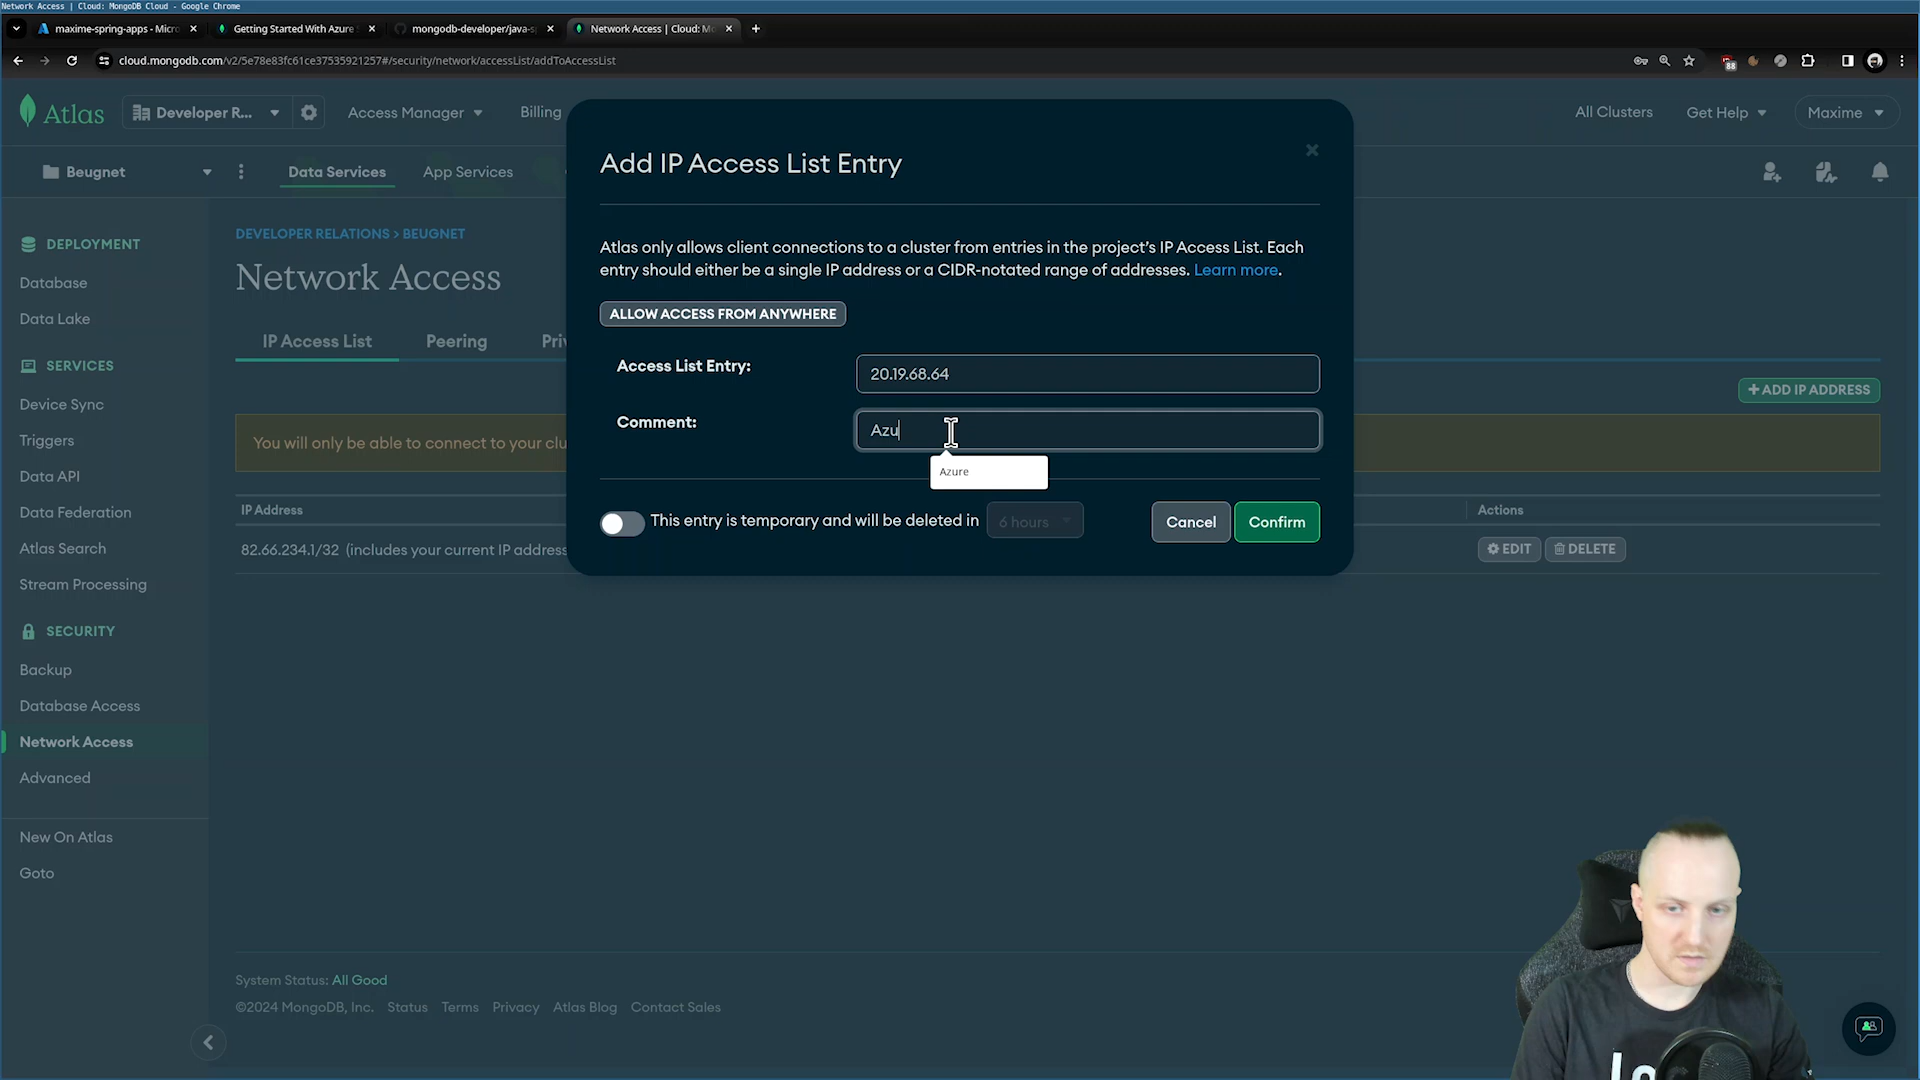 Network Access | Cloud: MongoDB Cloud - Google Chrome
maxime-spring-apps - Micro
Getting Started With Azure
mongodb-developer/java-s
Network Access | Cloud: Mo
cloud.mongodb.com/v2/5e78e83fc61ce37535921257#/security/network/accessList/addToAccessList
88
Atlas
Developer R...
Access Manager
Billing
All Clusters
Get Help
Maxime
Beugnet
Data Services
App Services
DEPLOYMENT
Database
Data Lake
SERVICES
Device Sync
Triggers
Data API
Data Federation
Atlas Search
Stream Processing
SECURITY
Backup
Database Access
Network Access
Advanced
New On Atlas
Goto
DEVELOPER RELATIONS > BEUGNET
Network Access
IP Access List
Peering
Pri
+ ADD IP ADDRESS
You will only be able to connect to your clu
IP Address
Actions
82.66.234.1/32 (includes your current IP address
EDIT
DELETE
Add IP Access List Entry
Atlas only allows client connections to a cluster from entries in the project's IP Access List. Each
entry should either be a single IP address or a CIDR-notated range of addresses. Learn more.
ALLOW ACCESS FROM ANYWHERE
Access List Entry:
20.19.68.64
Comment:
Azu
Azure
This entry is temporary and will be deleted in
6 hours
Cancel
Confirm
System Status: All Good
©2024 MongoDB, Inc.
Status
Terms
Privacy
Atlas Blog
Contact Sales